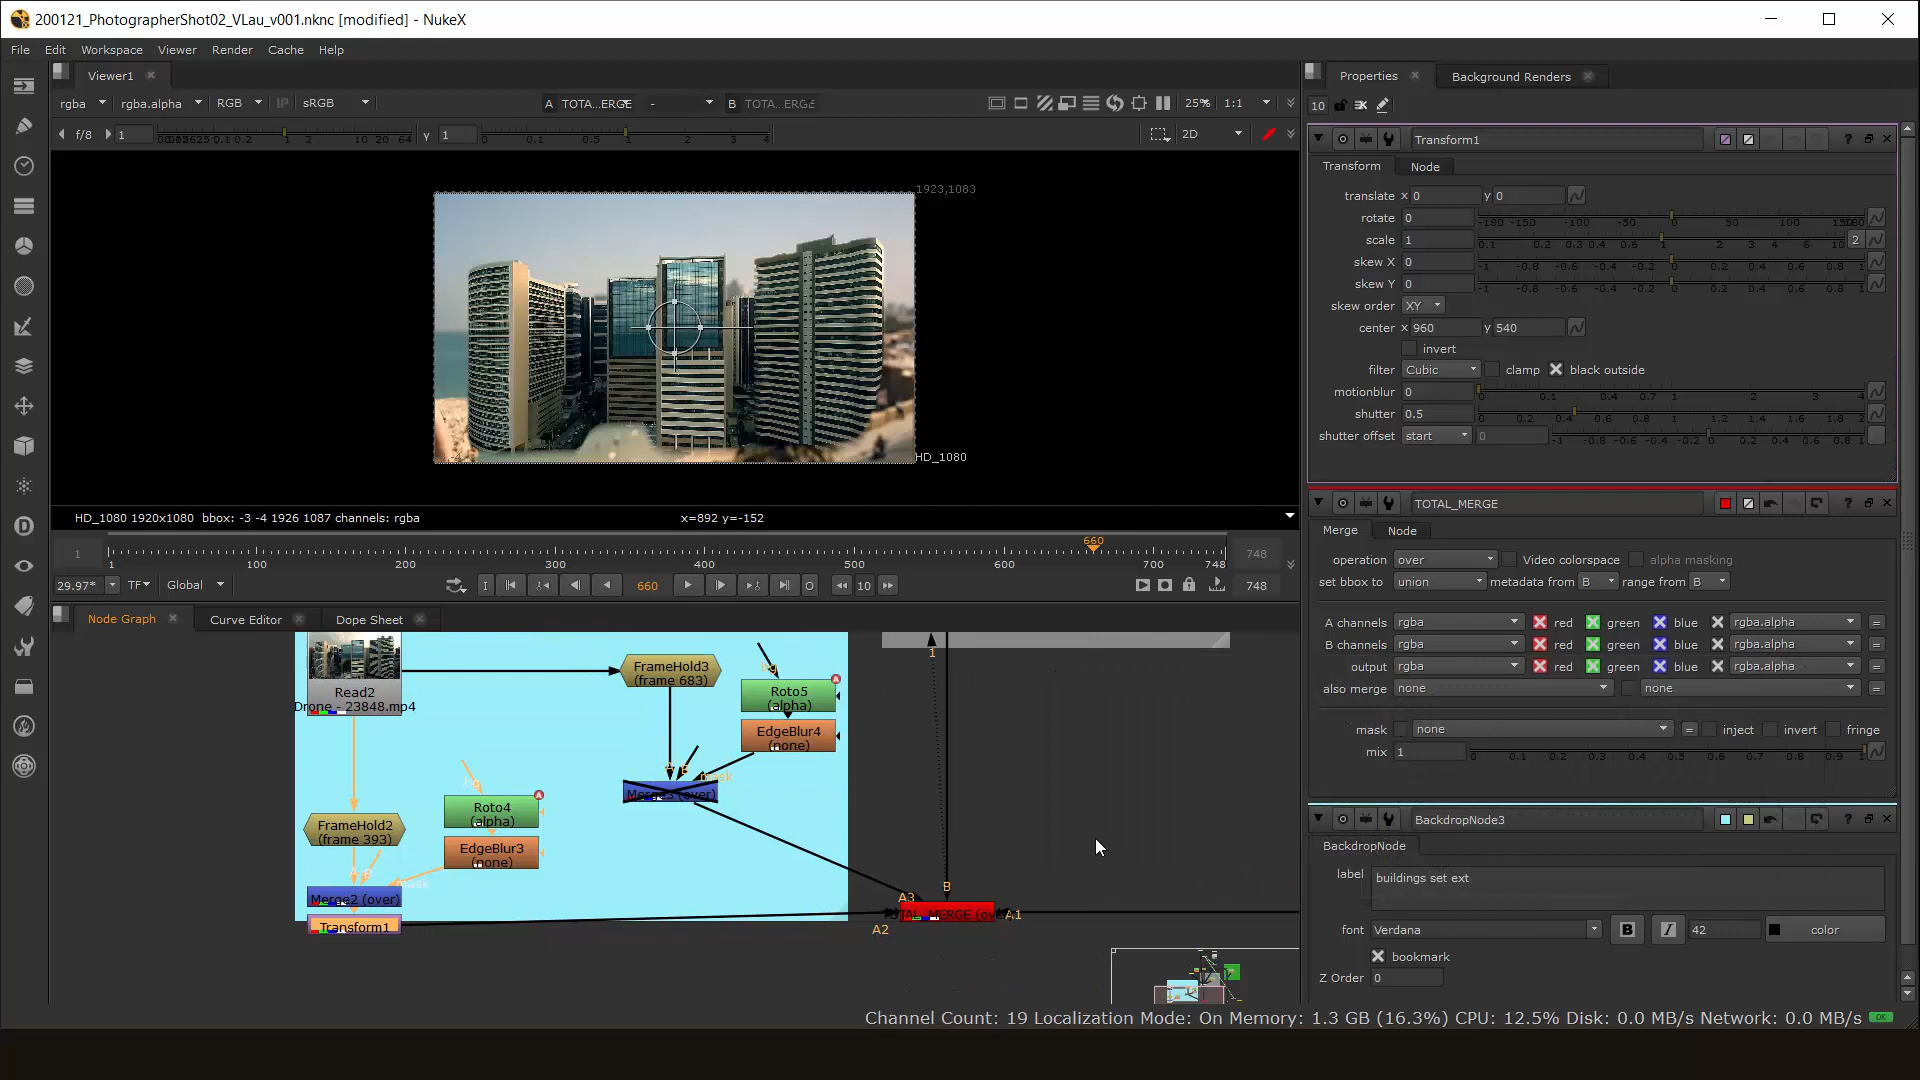 200121_PhotographerShot02_VLau_v001.nknc [modified] - NukeX
File Edit Workspace Viewer Render Cache Help
Viewer1
rgba rgba.alpha RGB IP sRGB A TOTA...ERGE - B TOTA...ERGE 25% 1:1
f/8 1 10 20 64 y 1 0 0.1 0.5 1 2 3 4 2D
1923,1083
HD_1080
HD_1080 1920x1080 bbox: -3 -4 1926 1087 channels: rgba x=892 y=-152
660
1 748
1 100 200 300 400 500 600 700 748
29.97* TF Global I 660 O 10 748
Node Graph Curve Editor Dope Sheet
Read2
Drone - 23848.mp4
FrameHold3
(frame 683)
Roto5
(alpha)
EdgeBlur4
(none)
A B mask
Merge3 (over)
FrameHold2
(frame 393)
Roto4
(alpha)
EdgeBlur3
(none)
A B mask
Merge2 (over)
Transform1
1
B
A3
TOTAL_MERGE (over)
A1
A2
Properties Background Renders
10
Transform1
Transform Node
translate x 0 y 0
rotate 0 -180 -150 -100 -50 0 50 100 150 180
scale 1 0.1 0.2 0.3 0.4 0.6 1 2 3 4 6 10 2
skew X 0 -1 -0.8 -0.6 -0.4 -0.2 0 0.2 0.4 0.6 0.8 1
skew Y 0 -1 -0.8 -0.6 -0.4 -0.2 0 0.2 0.4 0.6 0.8 1
skew order XY
center x 960 y 540
invert
filter Cubic clamp black outside
motionblur 0 0 0.1 0.4 0.7 1 2 3 4
shutter 0.5 0 0.2 0.4 0.6 0.8 1 1.2 1.4 1.6 1.8 2
shutter offset start 0 -1 -0.8 -0.6 -0.4 -0.2 0 0.2 0.4 0.6 0.8 1
TOTAL_MERGE
Merge Node
operation over Video colorspace alpha masking
set bbox to union metadata from B range from B
A channels rgba red green blue rgba.alpha =
B channels rgba red green blue rgba.alpha =
output rgba red green blue rgba.alpha =
also merge none none
mask none = inject invert fringe
mix 1 0 0.1 0.2 0.3 0.4 0.5 0.6 0.7 0.8 0.9 1
BackdropNode3
BackdropNode
label buildings set ext
font Verdana B I 42 color
bookmark
Z Order 0
Channel Count: 19 Localization Mode: On Memory: 1.3 GB (16.3%) CPU: 12.5% Disk: 0.0 MB/s Network: 0.0 MB/s OK